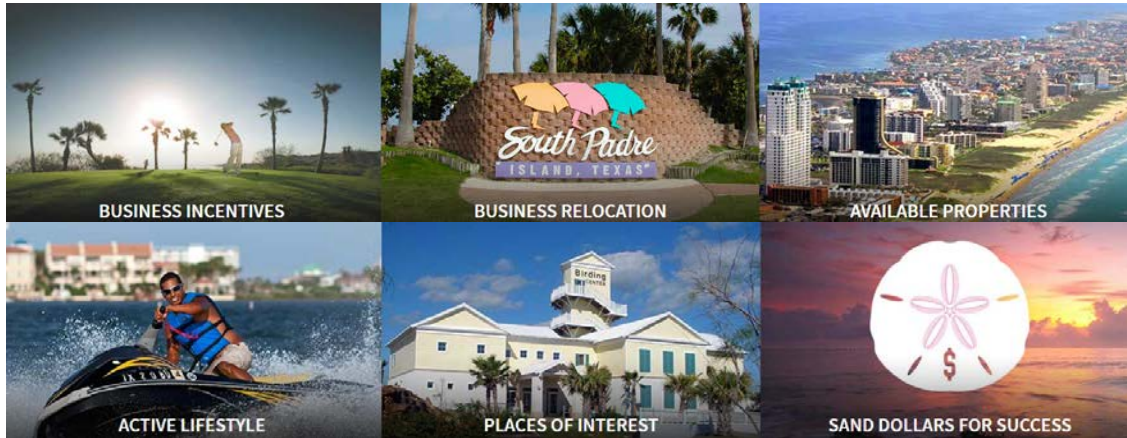 BUSINESS INCENTIVES
South Padre
ISLAND, TEXAS®
BUSINESS RELOCATION
AVAILABLE PROPERTIES
ACTIVE LIFESTYLE
Birding
CENTER
PLACES OF INTEREST
$
SAND DOLLARS FOR SUCCESS